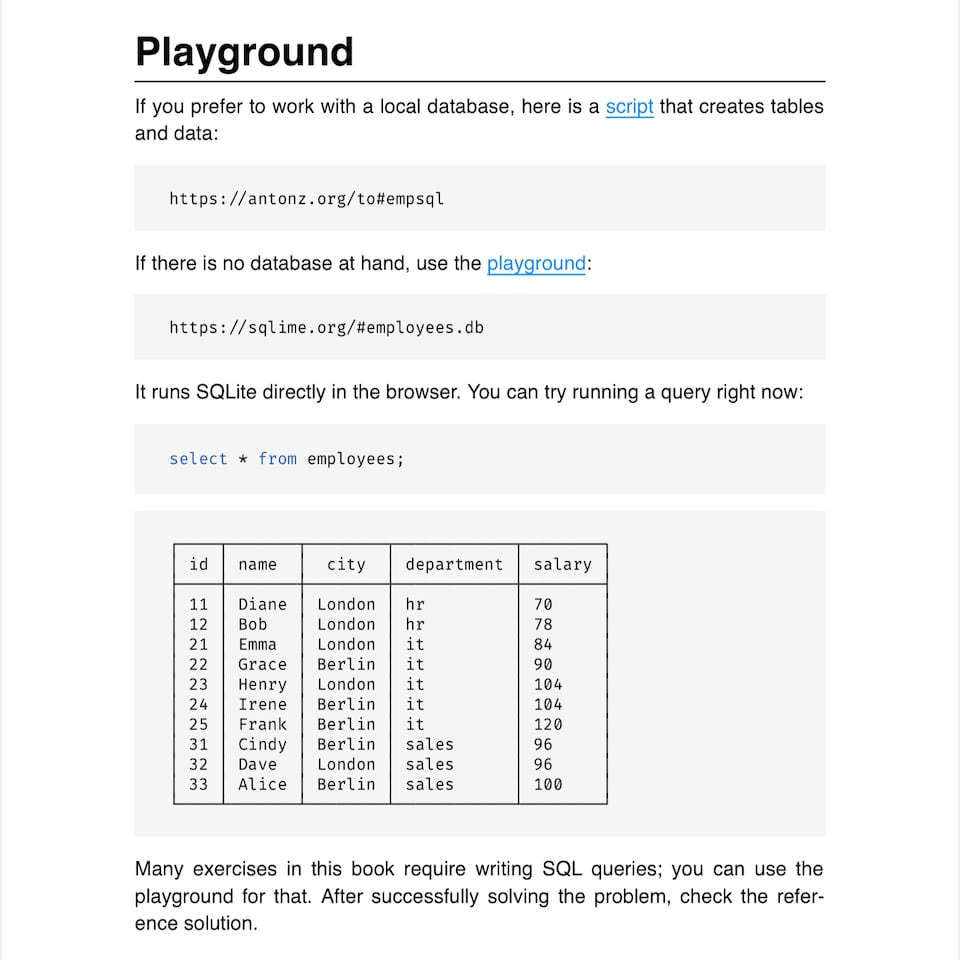 Playground
If you prefer to work with a local database, here is a script that creates tables
and data:
https://antonz.org/to#empsql
If there is no database at hand, use the playground:
https://sqlime.org/#employees.db
It runs SQLite directly in the browser. You can try running a query right now:
select * from employees;
id name city department salary
11 Diane London hr 70
12 Bob London hr 78
21 Emma London it 84
22 Grace Berlin it 90
23 Henry London it 104
24 Irene Berlin it 104
25 Frank Berlin it 120
31 Cindy Berlin sales 96
32 Dave London sales 96
33 Alice Berlin sales 100
Many exercises in this book require writing SQL queries; you can use the
playground for that. After successfully solving the problem, check the refer-
ence solution.